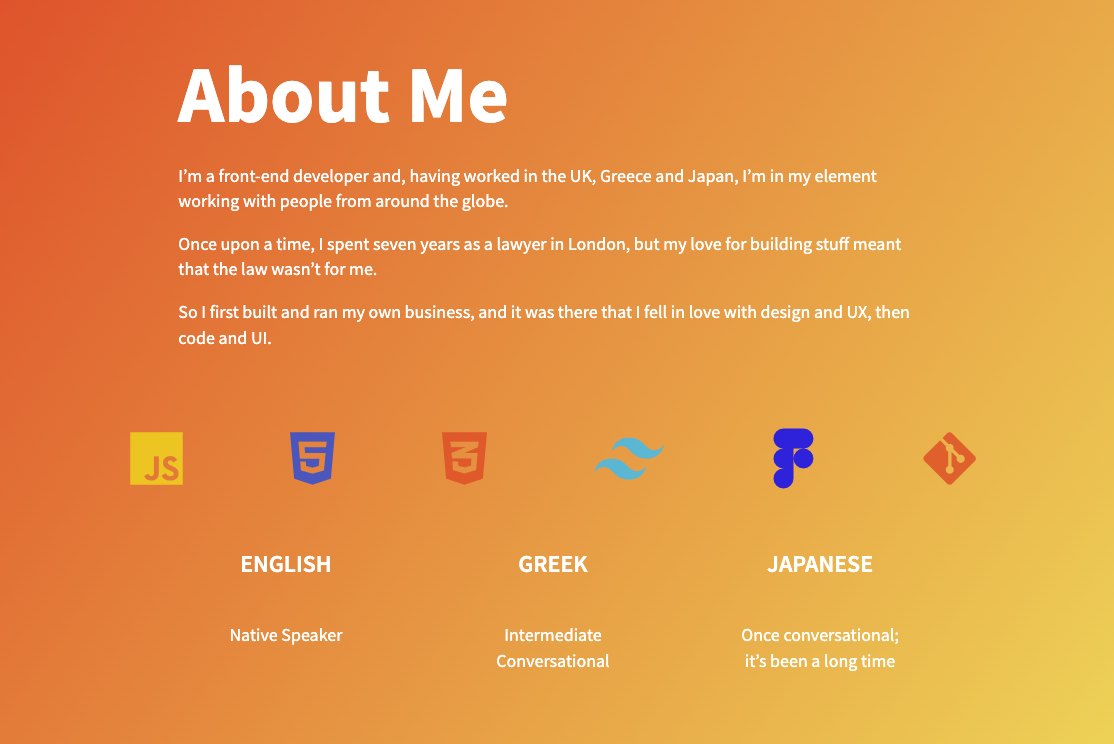 About Me
I’m a front-end developer and, having worked in the UK, Greece and Japan, I’m in my element
working with people from around the globe.
Once upon a time, I spent seven years as a lawyer in London, but my love for building stuff meant
that the law wasn’t for me.
So I first built and ran my own business, and it was there that I fell in love with design and UX, then
code and UI.
JS 5 3
ENGLISH GREEK JAPANESE
Native Speaker Intermediate Once conversational;
Conversational it’s been a long time